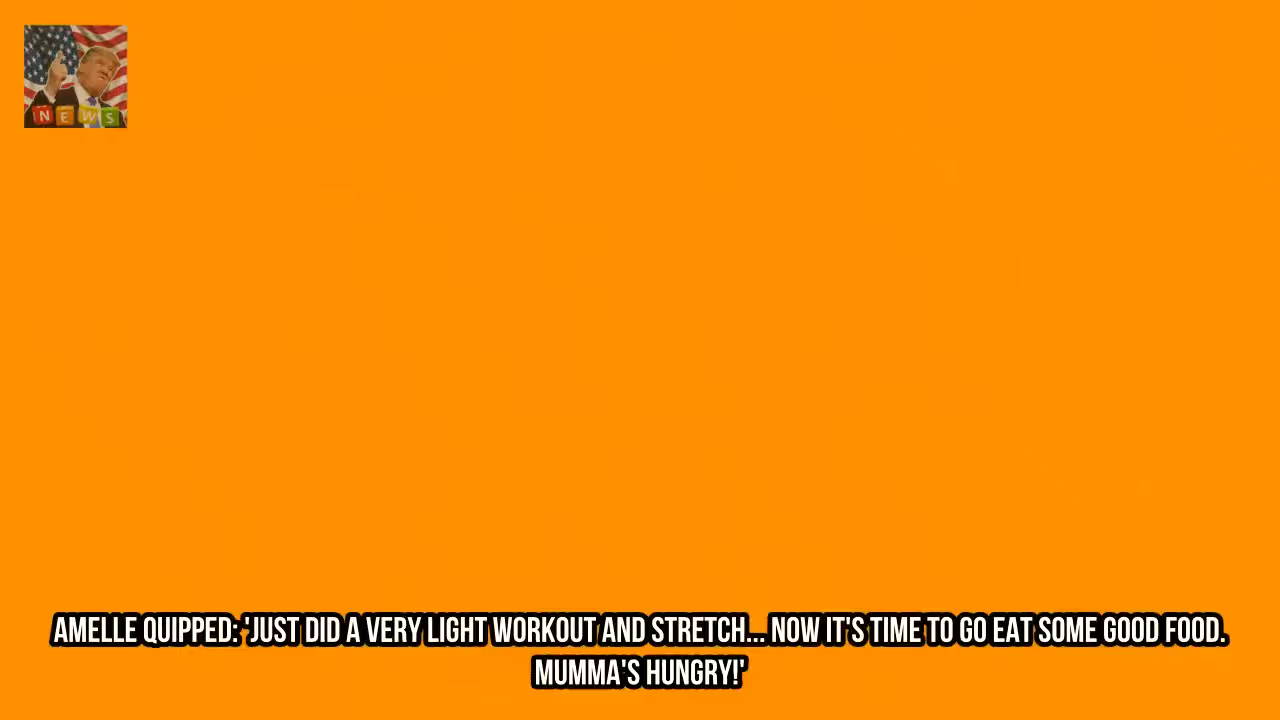 NEWS
AMELLE QUIPPED: 'JUST DID A VERY LIGHT WORKOUT AND STRETCH... NOW IT'S TIME TO GO EAT SOME GOOD FOOD.
MUMMA'S HUNGRY!'